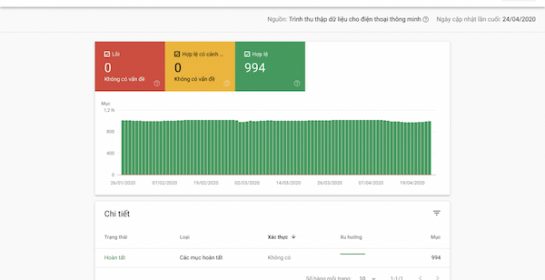 Nguồn: Trình thu thập dữ liệu cho điện thoại thông minh Ngày cập nhật lần cuối: 24/04/2020
Lỗi
0
Không có vấn đề
Hợp lệ có cảnh ...
0
Không có vấn đề
Hợp lệ
994
Mục
1,2 N
800
400
0
26/01/2020 07/02/2020 19/02/2020 02/03/2020 14/03/2020 26/03/2020 07/04/2020 19/04/2020
Chi tiết
Trạng thái Loại Xác thực Xu hướng Mục
Hoàn tất Các mục hoàn tất Không có 994
Số hàng mỗi trang: 10 1-1/1